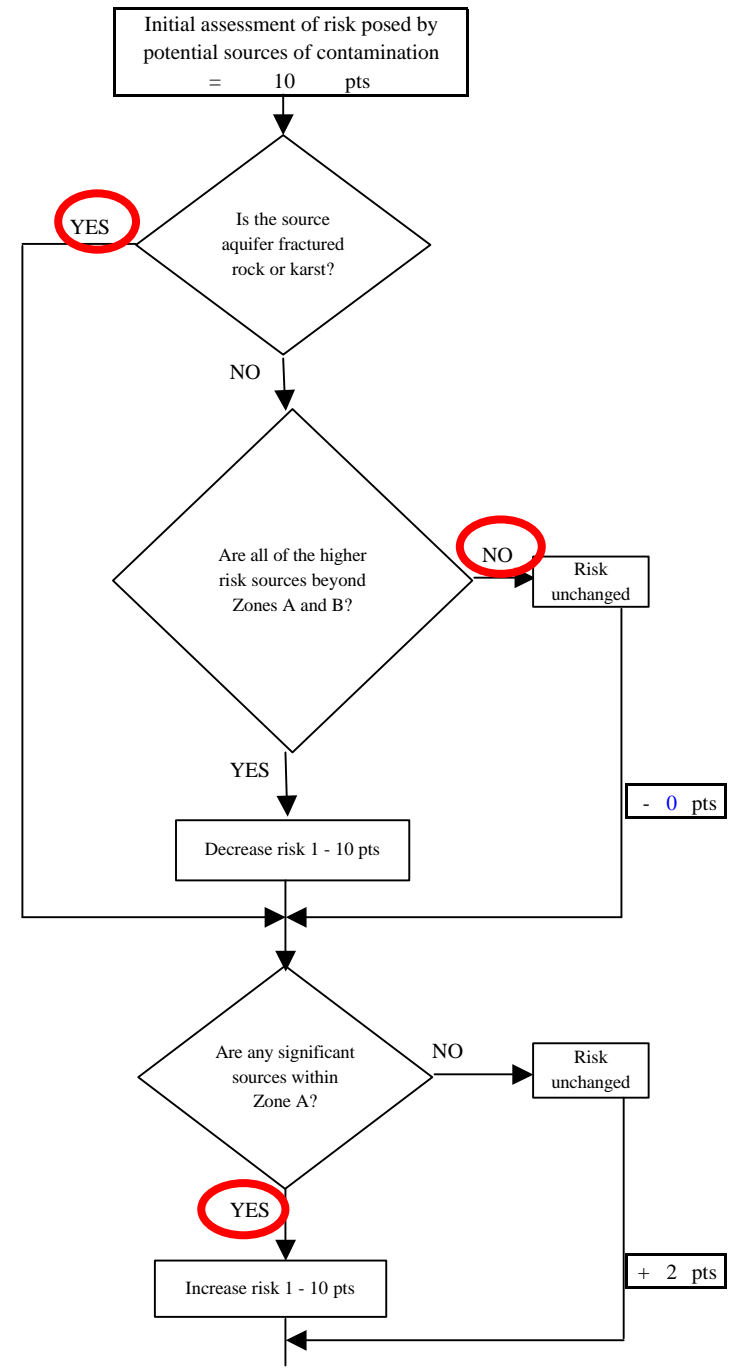 Initial assessment of risk posed by
potential sources of contamination
= 10 pts
YES
Is the source
aquifer fractured
rock or karst?
NO
Are all of the higher
risk sources beyond
Zones A and B?
NO
Risk
unchanged
YES
- 0 pts
Decrease risk 1 - 10 pts
Are any significant
sources within
Zone A?
NO
Risk
unchanged
YES
+ 2 pts
Increase risk 1 - 10 pts